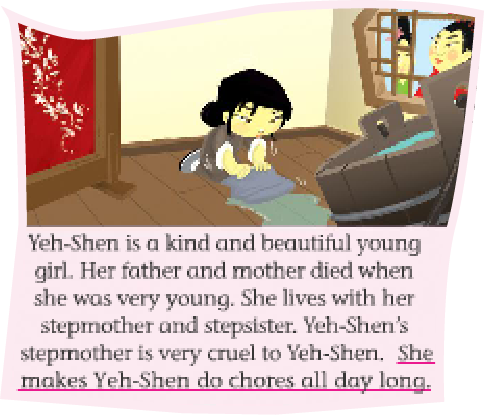 Yeh-Shen is a kind and beautiful young
girl. Her father and mother died when
she was very young. She lives with her
stepmother and stepsister. Yeh-Shen's
stepmother is very cruel to Yeh-Shen. She
makes Yeh-Shen do chores all day long.